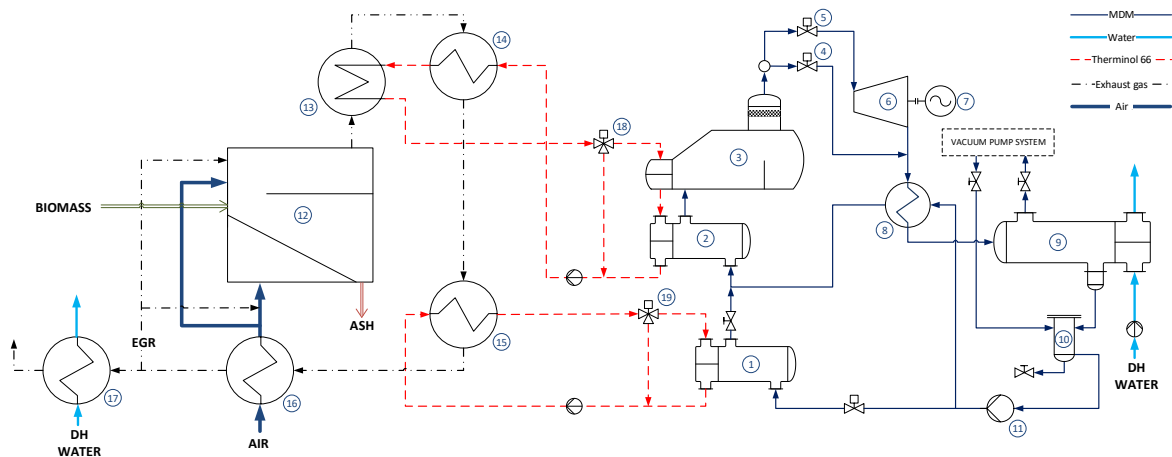 5
MDM
14
4
Water
Therminol 66
6
7
13
Exhaust gas
18
Air
3
VACUUM PUMP SYSTEM
BIOMASS
12
8
2
9
19
ASH
EGR
15
10
1
17
16
11
DH
WATER
DH
WATER
AIR